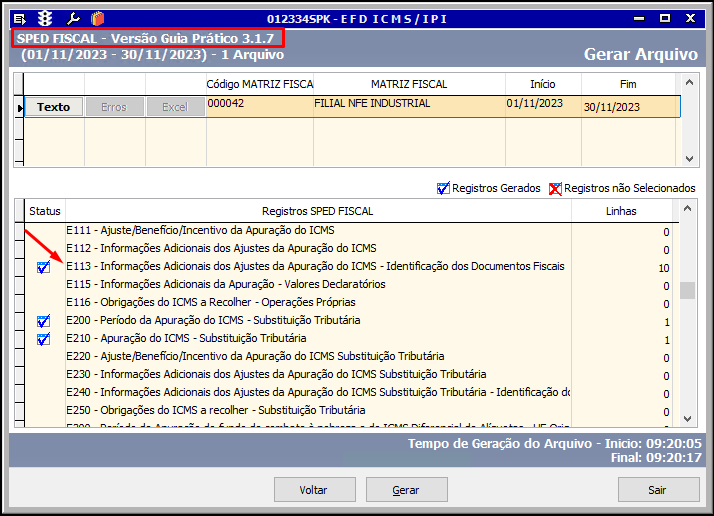 012334SPK - E F D I C M S / I P I
SPED FISCAL - Versão Guia Prático 3.1.7
(01/11/2023 - 30/11/2023) - 1 Arquivo
Gerar Arquivo
Código MATRIZ FISCA MATRIZ FISCAL Início Fim
Texto Erros Excel 000042 FILIAL NFE INDUSTRIAL 01/11/2023 30/11/2023
Registros Gerados Registros não Selecionados
Status Registros SPED FISCAL Linhas
E111 - Ajuste/Benefício/Incentivo da Apuração do ICMS 0
E112 - Informações Adicionais dos Ajustes da Apuração do ICMS 0
E113 - Informações Adicionais dos Ajustes da Apuração do ICMS - Identificação dos Documentos Fiscais 10
E115 - Informações Adicionais da Apuração - Valores Declaratórios 0
E116 - Obrigações do ICMS a Recolher - Operações Próprias 0
E200 - Período da Apuração do ICMS - Substituição Tributária 1
E210 - Apuração do ICMS - Substituição Tributária 1
E220 - Ajuste/Benefício/Incentivo da Apuração do ICMS Substituição Tributária 0
E230 - Informações Adicionais dos Ajustes da Apuração do ICMS Substituição Tributária 0
E240 - Informações Adicionais dos Ajustes da Apuração do ICMS Substituição Tributária - Identificação do 0
E250 - Obrigações do ICMS a recolher - Substituição Tributária 0
Tempo de Geração do Arquivo - Inicio: 09:20:05
Final: 09:20:17
Voltar Gerar Sair